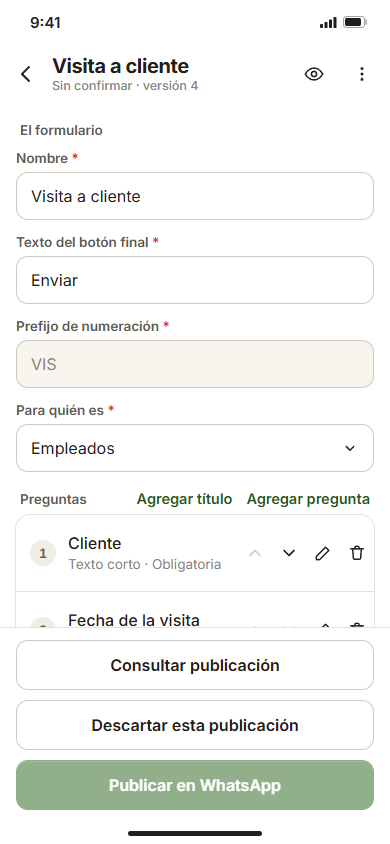 9:41
Visita a cliente
Sin confirmar · versión 4
El formulario
Nombre *
Visita a cliente
Texto del botón final *
Enviar
Prefijo de numeración *
VIS
Para quién es *
Empleados
Preguntas Agregar título Agregar pregunta
1 Cliente
Texto corto · Obligatoria
Fecha de la visita
Consultar publicación
Descartar esta publicación
Publicar en WhatsApp